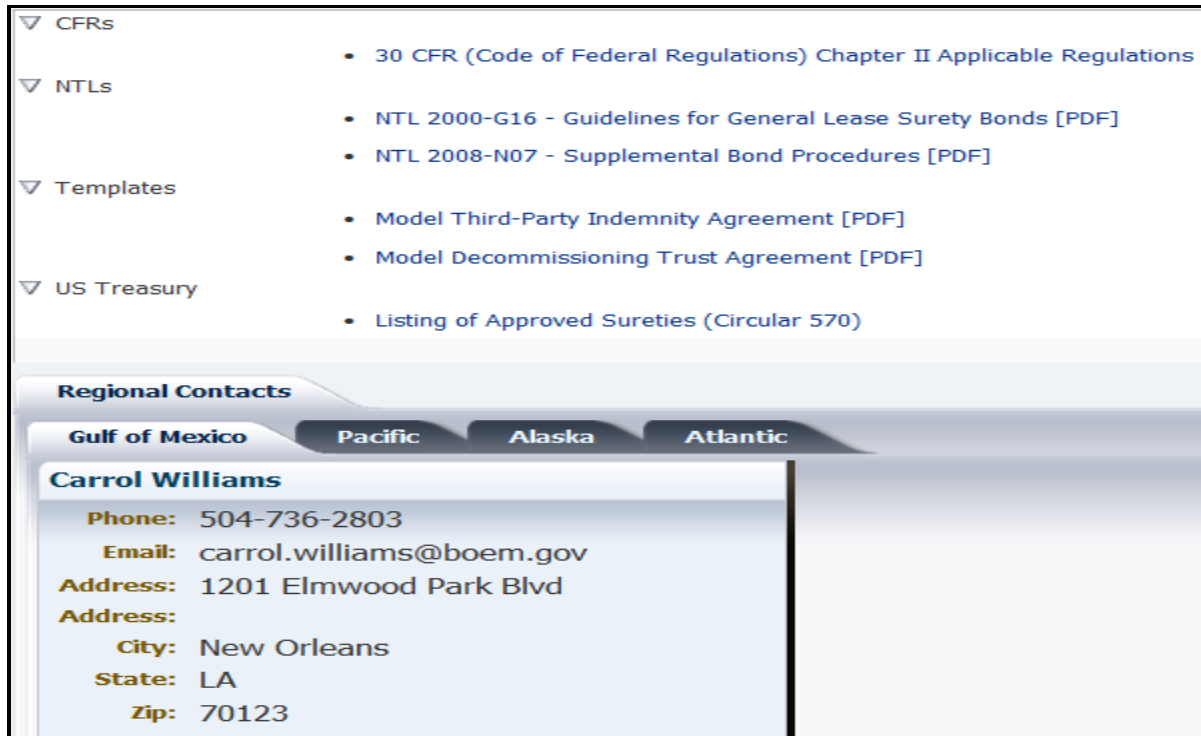 CFRs
• 30 CFR (Code of Federal Regulations) Chapter II Applicable Regulations
NTLs
• NTL 2000-G16 - Guidelines for General Lease Surety Bonds [PDF]
• NTL 2008-N07 - Supplemental Bond Procedures [PDF]
Templates
• Model Third-Party Indemnity Agreement [PDF]
• Model Decommissioning Trust Agreement [PDF]
US Treasury
• Listing of Approved Sureties (Circular 570)
Regional Contacts
Gulf of Mexico Pacific Alaska Atlantic
Carrol Williams
Phone: 504-736-2803
Email: carrol.williams@boem.gov
Address: 1201 Elmwood Park Blvd
Address:
City: New Orleans
State: LA
Zip: 70123